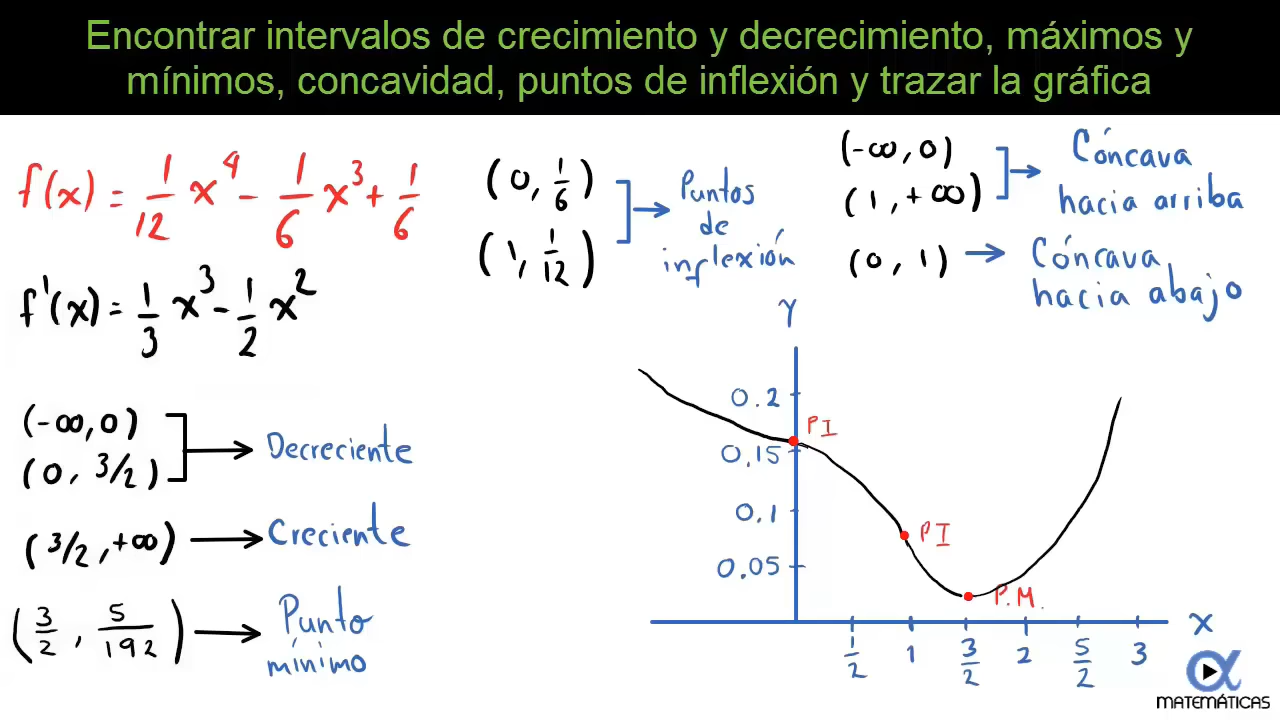 Encontrar intervalos de crecimiento y decrecimiento, máximos y
mínimos, concavidad, puntos de inflexión y trazar la gráfica
f(x) = 1/12 x⁴ - 1/6 x³ + 1/6
f'(x) = 1/3 x³ - 1/2 x²
(-∞, 0)
(0, 3/2)
Decreciente
(3/2, +∞) → Creciente
(3/2, 5/192) → Punto
mínimo
(0, 1/6)
(1, 1/12)
Puntos
de
inflexión
(-∞, 0)
(1, +∞)
Cóncava
hacia arriba
(0, 1) → Cóncava
hacia abajo
Y
0.2
PI
0.15
0.1
PI
0.05
P.M.
1/2 1 3/2 2 5/2 3
X
MATEMÁTICAS